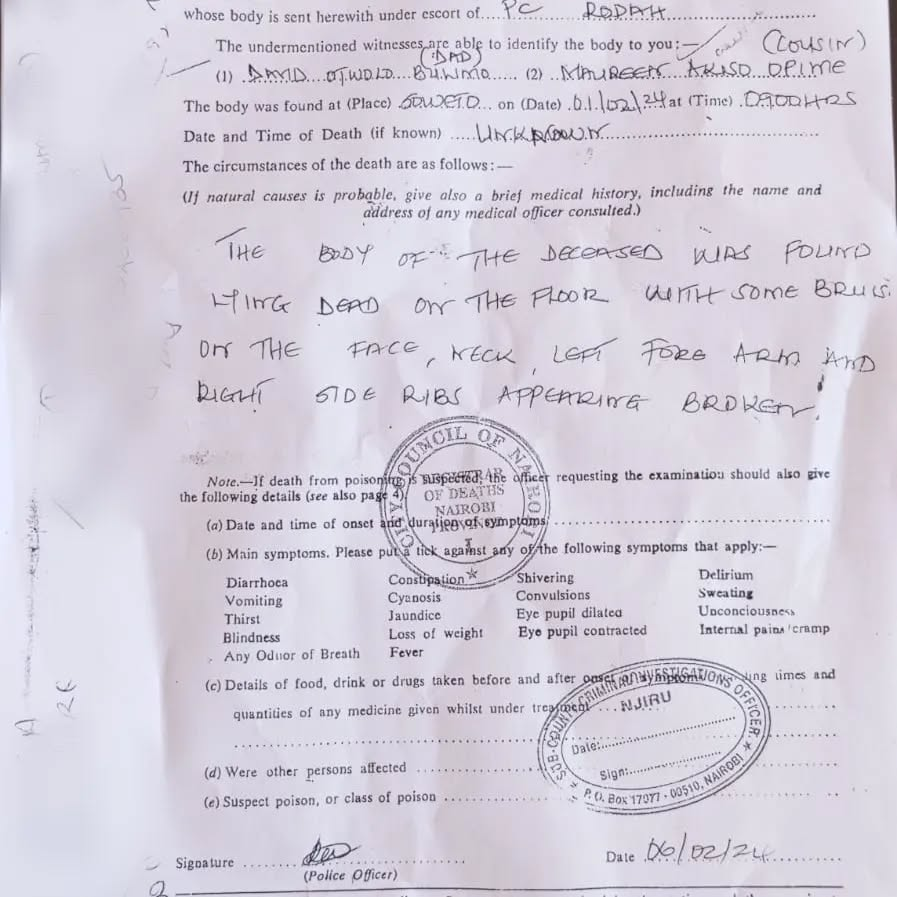 whose body is sent herewith under escort of....PC RODAH
The undermentioned witnesses are able to identify the body to you:— (COUSIN)
(DAD)
(1) DAVID OTWOLO (2) MAUREEN AKISO OPIME
The body was found at (Place) SOWETO... on (Date) .01/02/24 at (Time) .0900HRS
Date and Time of Death (if known) .....UNKNOWN.
The circumstances of the death are as follows:—
(If natural causes is probable, give also a brief medical history, including the name and
address of any medical officer consulted.)
THE BODY OF THE DECEASED WAS FOUND
LYING DEAD ON THE FLOOR WITH SOME BRUIS.
ON THE FACE, NECK, LEFT FORE ARM AND
RIGHT SIDE RIBS APPEARING BROKEN.
CITY COUNCIL OF NAIROBI
REGISTRAR
OF DEATHS
NAIROBI
PROVINCE
Note.—If death from poisoning is suspected, the officer requesting the examination should also give
the following details (see also page 4).
(a) Date and time of onset and duration of symptoms
(b) Main symptoms. Please put a tick against any of the following symptoms that apply:—
Diarrhoea Constipation Shivering Delirium
Vomiting Cyanosis Convulsions Sweating
Thirst Jaundice Eye pupil dilated Unconciousness
Blindness Loss of weight Eye pupil contracted Internal pains/cramp
Any Oduor of Breath Fever
(c) Details of food, drink or drugs taken before and after onset of symptoms times and
quantities of any medicine given whilst under treatment
SUB-COUNTY CRIMINAL INVESTIGATIONS OFFICER
NJIRU
Date:
Sign:
P. O. Box 17077 - 00510, NAIROBI
(d) Were other persons affected
(e) Suspect poison, or class of poison
Signature
(Police Officer)
Date 06/02/24